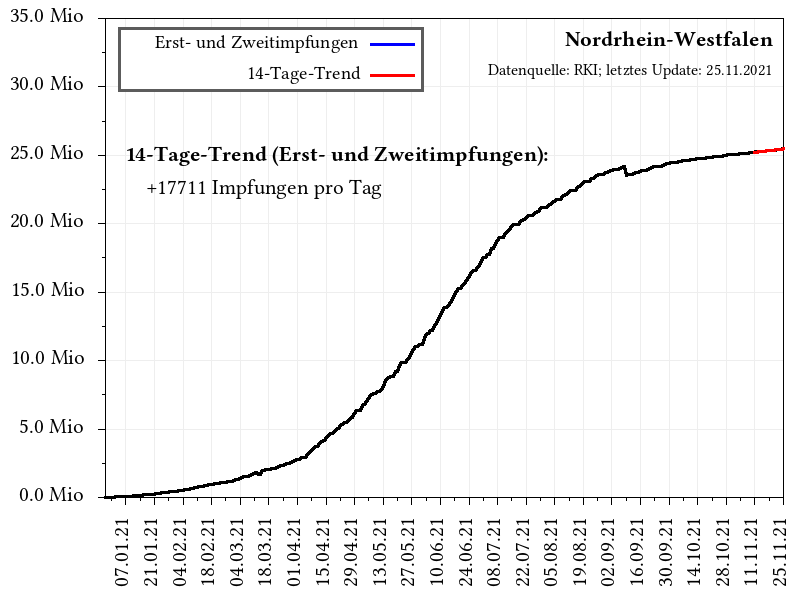 35.0 Mio
30.0 Mio
25.0 Mio
20.0 Mio
15.0 Mio
10.0 Mio
5.0 Mio
0.0 Mio
Erst- und Zweitimpfungen
14-Tage-Trend
Nordrhein-Westfalen
Datenquelle: RKI; letztes Update: 25.11.2021
14-Tage-Trend (Erst- und Zweitimpfungen):
+17711 Impfungen pro Tag
07.01.21
21.01.21
04.02.21
18.02.21
04.03.21
18.03.21
01.04.21
15.04.21
29.04.21
13.05.21
27.05.21
10.06.21
24.06.21
08.07.21
22.07.21
05.08.21
19.08.21
02.09.21
16.09.21
30.09.21
14.10.21
28.10.21
11.11.21
25.11.21